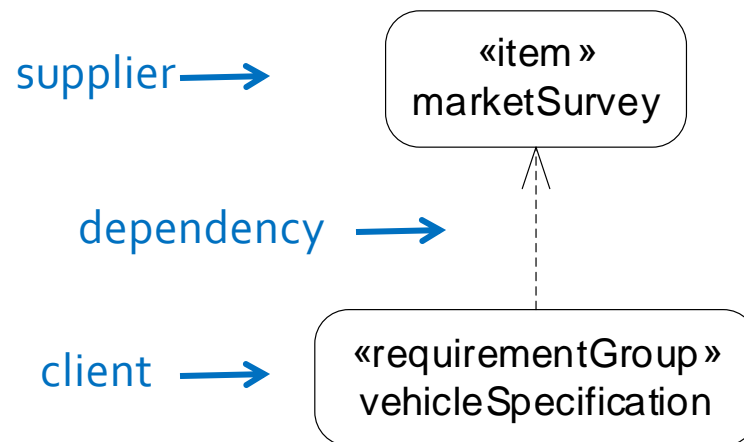 «item »
marketSurvey
supplier
dependency
«requirementGroup»
vehicleSpecification
client